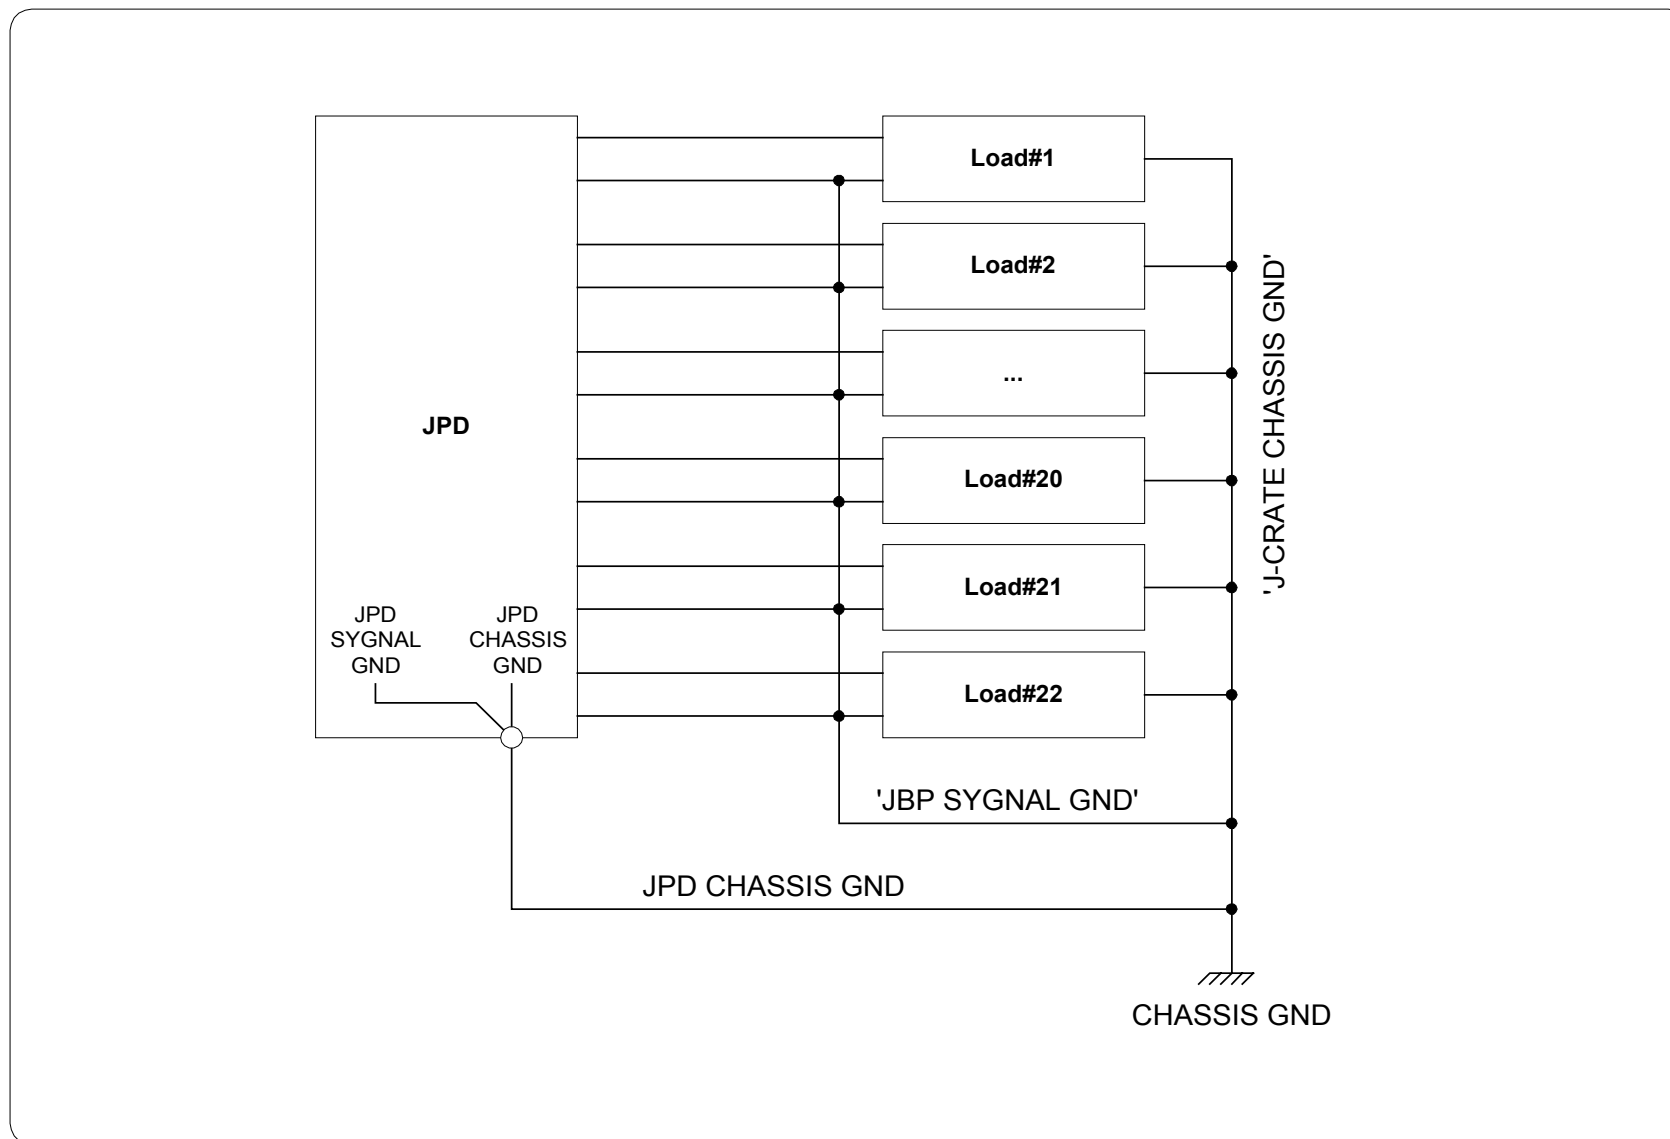 Load#1
Load#2
...
JPD
Load#20
Load#21
JPD
SYGNAL
GND
JPD
CHASSIS
GND
Load#22
'J-CRATE CHASSIS GND'
'JBP SYGNAL GND'
JPD CHASSIS GND
CHASSIS GND